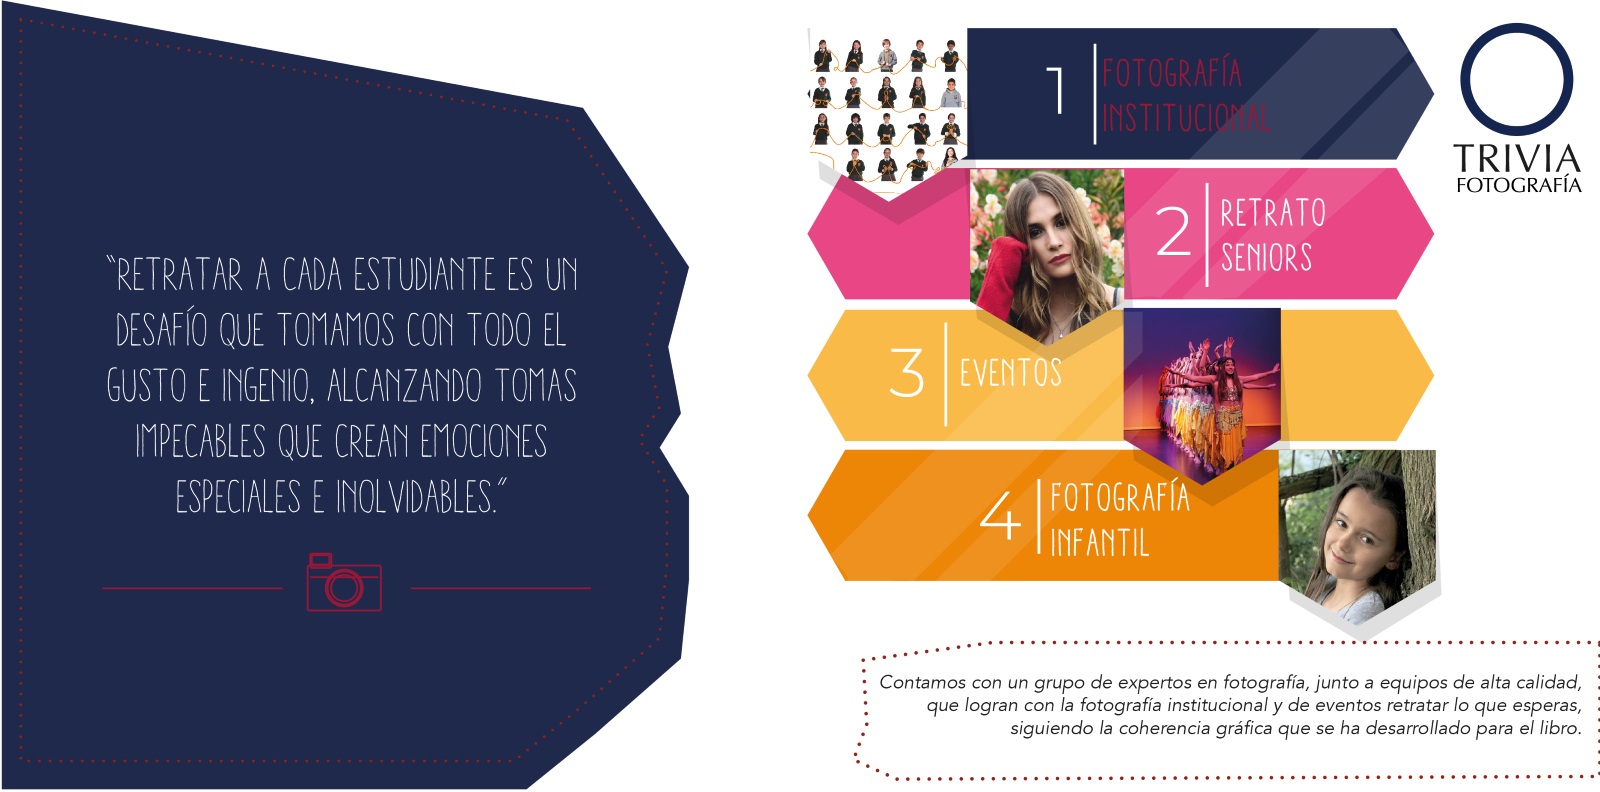 “RETRATAR A CADA ESTUDIANTE ES UN
DESAFÍO QUE TOMAMOS CON TODO EL
GUSTO E INGENIO, ALCANZANDO TOMAS
IMPECABLES QUE CREAN EMOCIONES
ESPECIALES E INOLVIDABLES.”
1
FOTOGRAFÍA
INSTITUCIONAL
2
RETRATO
SENIORS
3
EVENTOS
4
FOTOGRAFÍA
INFANTIL
TRIVIA
FOTOGRAFÍA
Contamos con un grupo de expertos en fotografía, junto a equipos de alta calidad,
que logran con la fotografía institucional y de eventos retratar lo que esperas,
siguiendo la coherencia gráfica que se ha desarrollado para el libro.